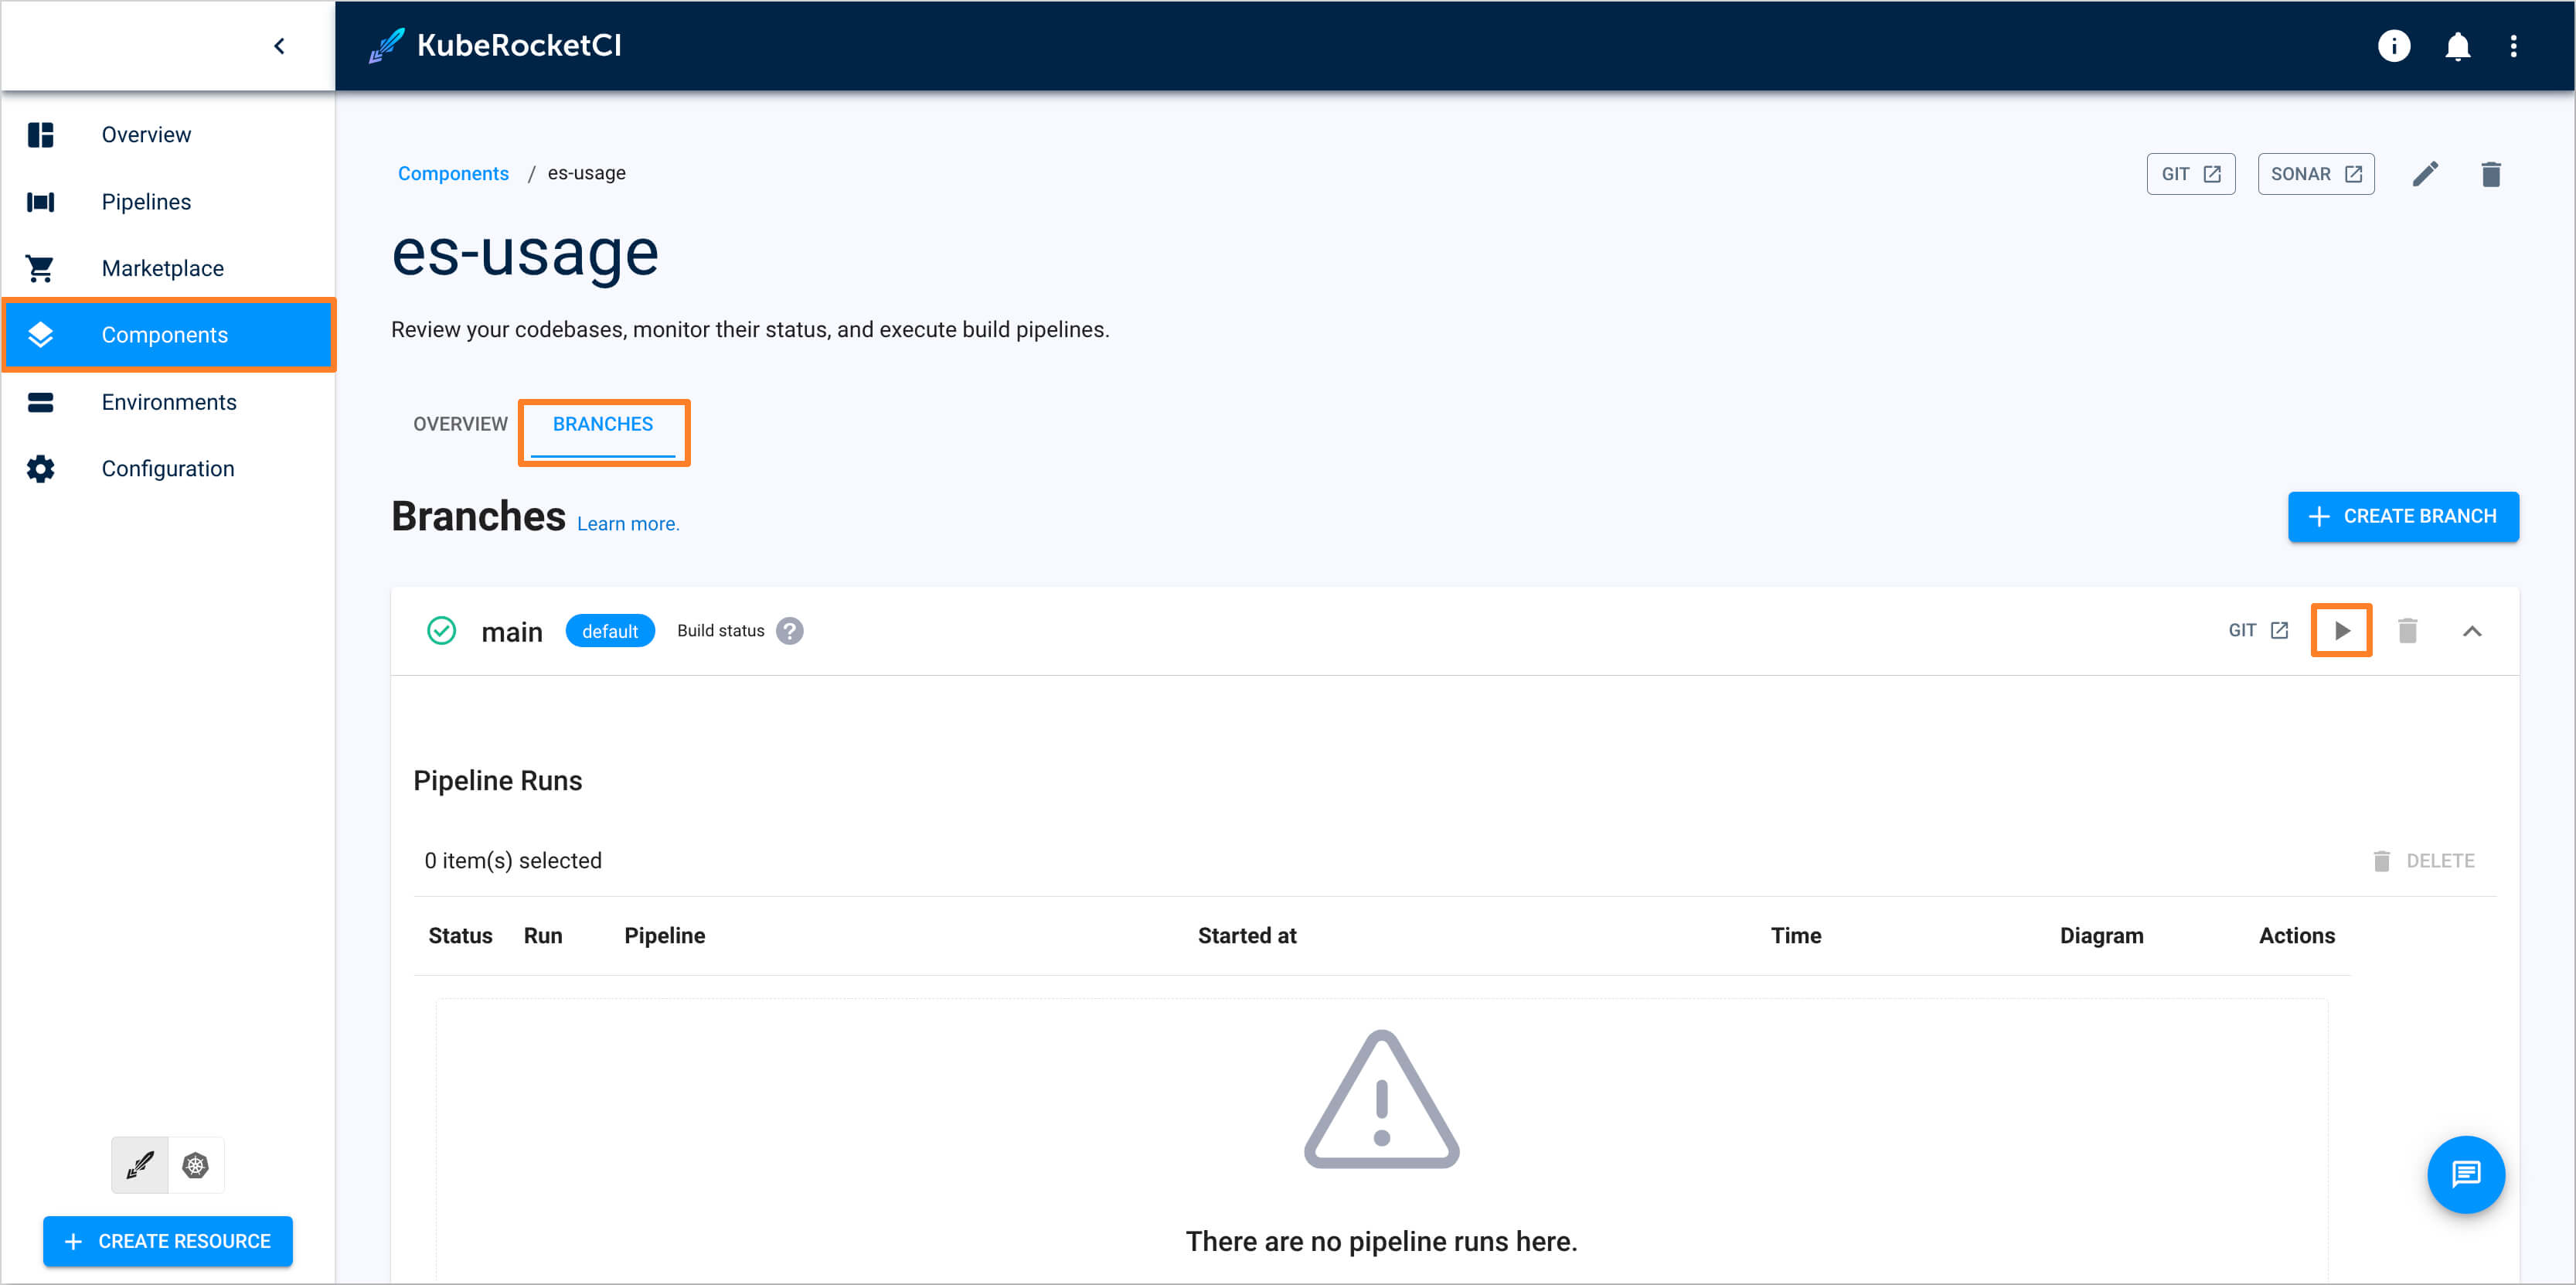 KubeRocketCI
Overview
Pipelines
Marketplace
Components
Environments
Configuration
CREATE RESOURCE
Components / es-usage
GIT
SONAR
es-usage
Review your codebases, monitor their status, and execute build pipelines.
OVERVIEW
BRANCHES
Branches Learn more.
CREATE BRANCH
main default Build status ?
GIT
Pipeline Runs
0 item(s) selected
DELETE
Status Run Pipeline Started at Time Diagram Actions
There are no pipeline runs here.